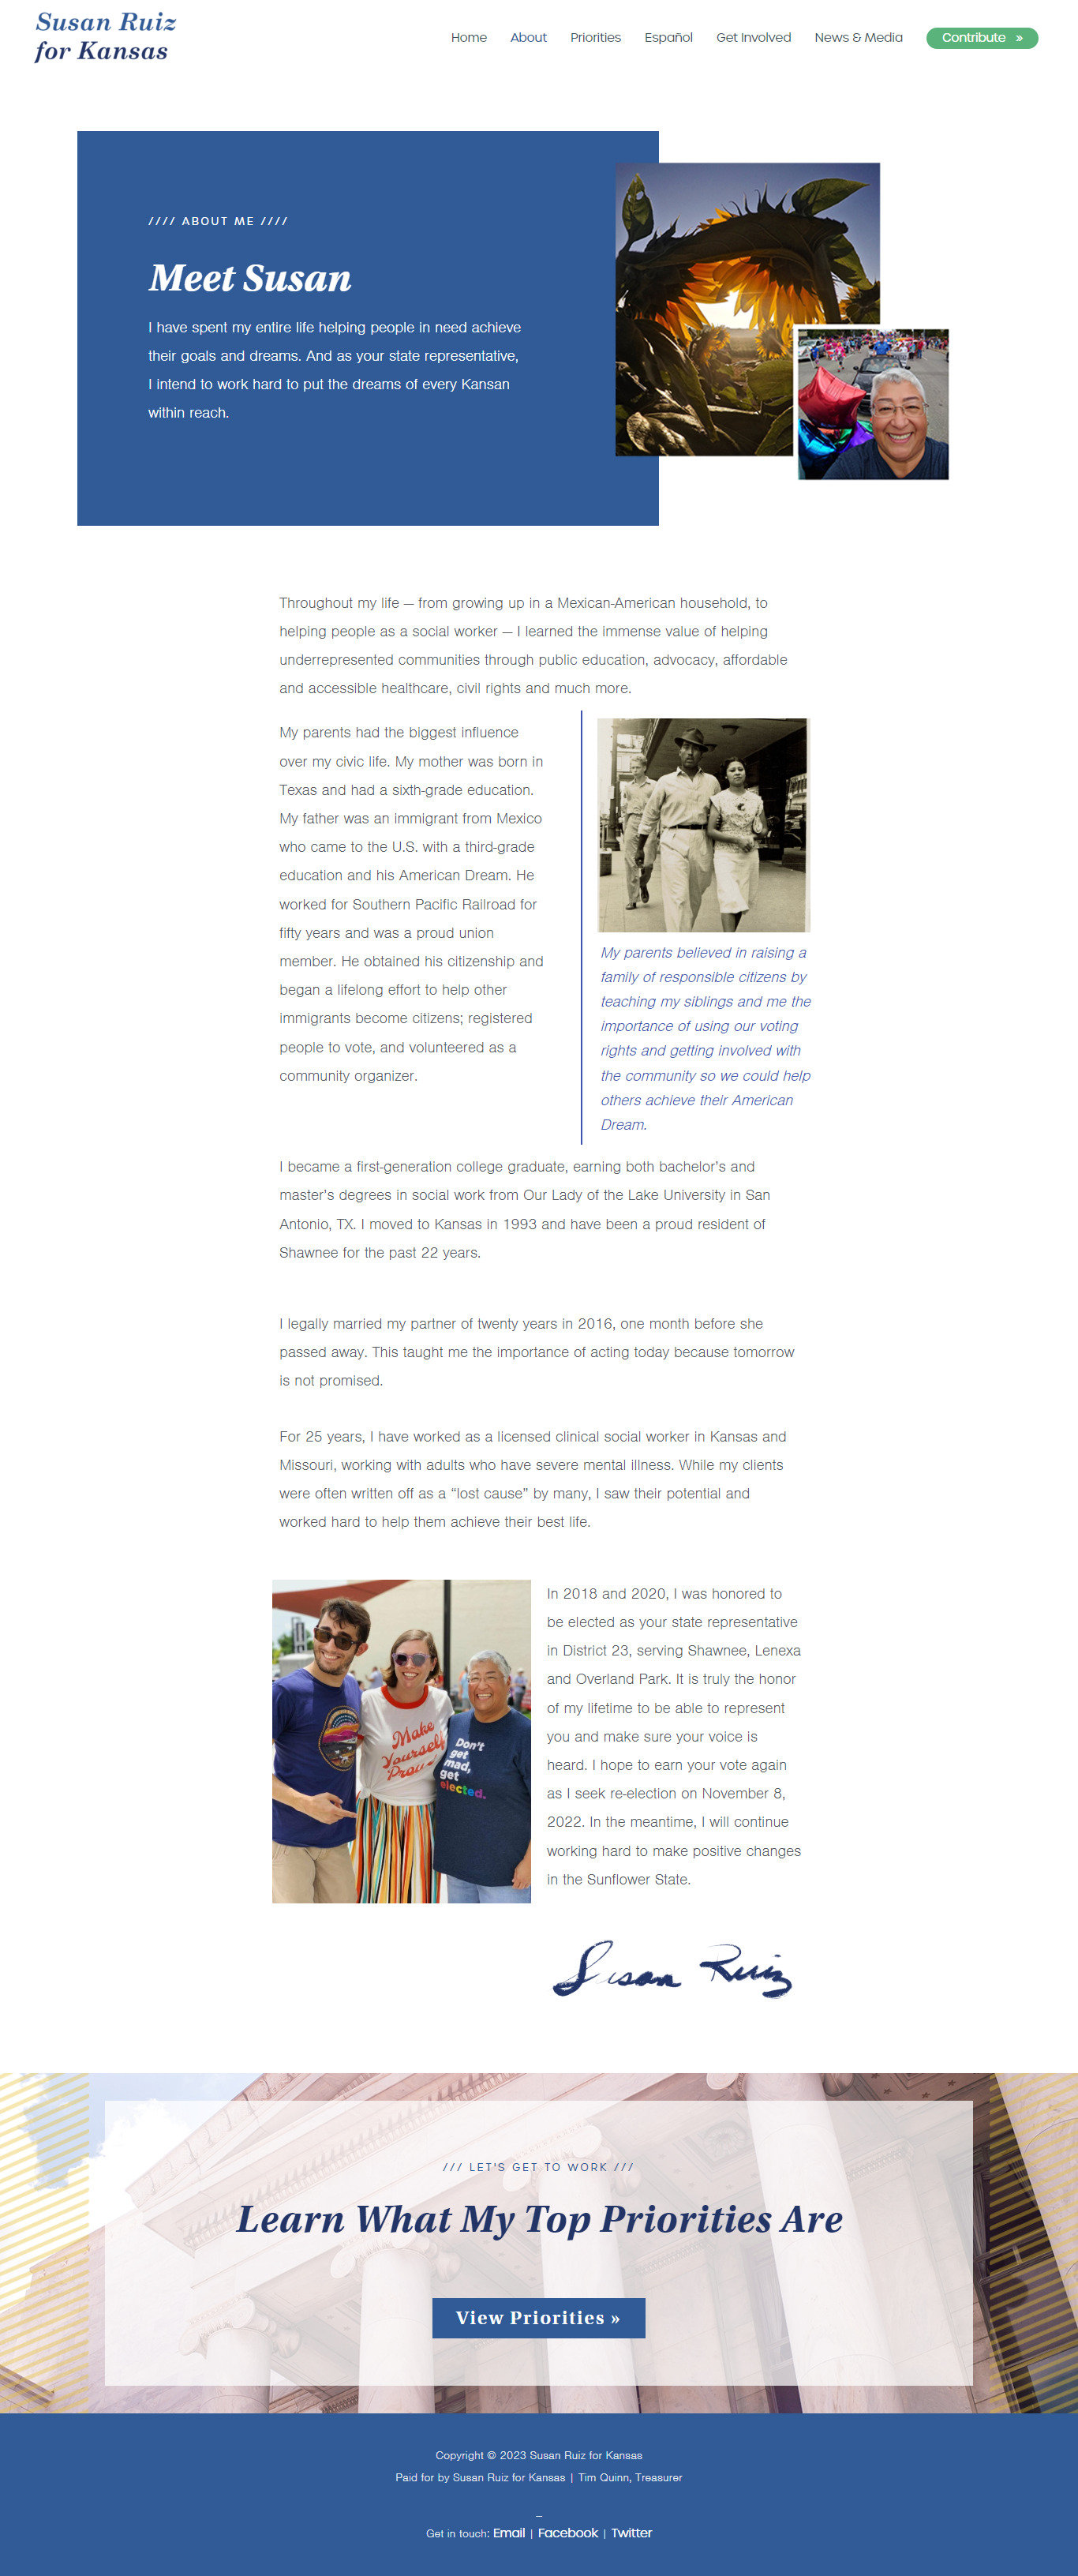 Susan Ruiz
for Kansas
Home About Priorities Español Get Involved News & Media Contribute »
//// ABOUT ME ////
Meet Susan
I have spent my entire life helping people in need achieve
their goals and dreams. And as your state representative,
I intend to work hard to put the dreams of every Kansan
within reach.
Throughout my life — from growing up in a Mexican-American household, to
helping people as a social worker — I learned the immense value of helping
underrepresented communities through public education, advocacy, affordable
and accessible healthcare, civil rights and much more.
My parents had the biggest influence
over my civic life. My mother was born in
Texas and had a sixth-grade education.
My father was an immigrant from Mexico
who came to the U.S. with a third-grade
education and his American Dream. He
worked for Southern Pacific Railroad for
fifty years and was a proud union
member. He obtained his citizenship and
began a lifelong effort to help other
immigrants become citizens; registered
people to vote, and volunteered as a
community organizer.
My parents believed in raising a
family of responsible citizens by
teaching my siblings and me the
importance of using our voting
rights and getting involved with
the community so we could help
others achieve their American
Dream.
I became a first-generation college graduate, earning both bachelor's and
master's degrees in social work from Our Lady of the Lake University in San
Antonio, TX. I moved to Kansas in 1993 and have been a proud resident of
Shawnee for the past 22 years.
I legally married my partner of twenty years in 2016, one month before she
passed away. This taught me the importance of acting today because tomorrow
is not promised.
For 25 years, I have worked as a licensed clinical social worker in Kansas and
Missouri, working with adults who have severe mental illness. While my clients
were often written off as a “lost cause” by many, I saw their potential and
worked hard to help them achieve their best life.
Make
Yourself
Prou
Don't
get
mad,
get
elected.
In 2018 and 2020, I was honored to
be elected as your state representative
in District 23, serving Shawnee, Lenexa
and Overland Park. It is truly the honor
of my lifetime to be able to represent
you and make sure your voice is
heard. I hope to earn your vote again
as I seek re-election on November 8,
2022. In the meantime, I will continue
working hard to make positive changes
in the Sunflower State.
Susan Ruiz
/// LET'S GET TO WORK ///
Learn What My Top Priorities Are
View Priorities »
Copyright © 2023 Susan Ruiz for Kansas
Paid for by Susan Ruiz for Kansas | Tim Quinn, Treasurer
–
Get in touch: Email | Facebook | Twitter